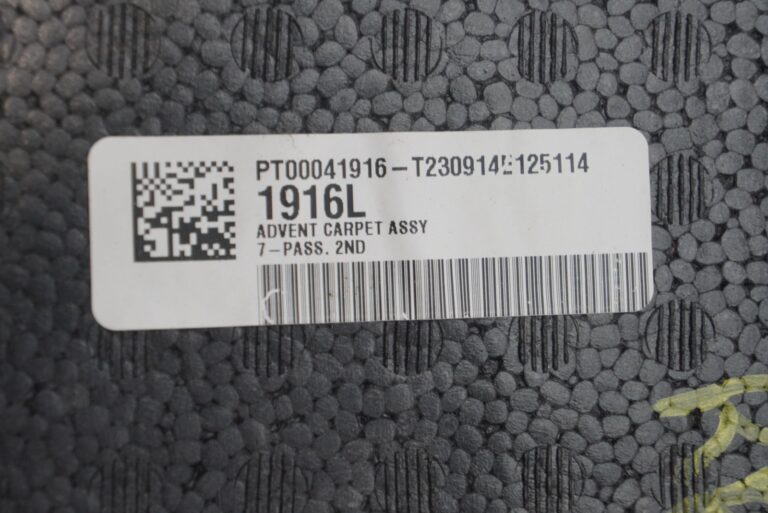 PT00041916-T230914E125114
1916L
ADVENT CARPET ASSY
7-PASS. 2ND